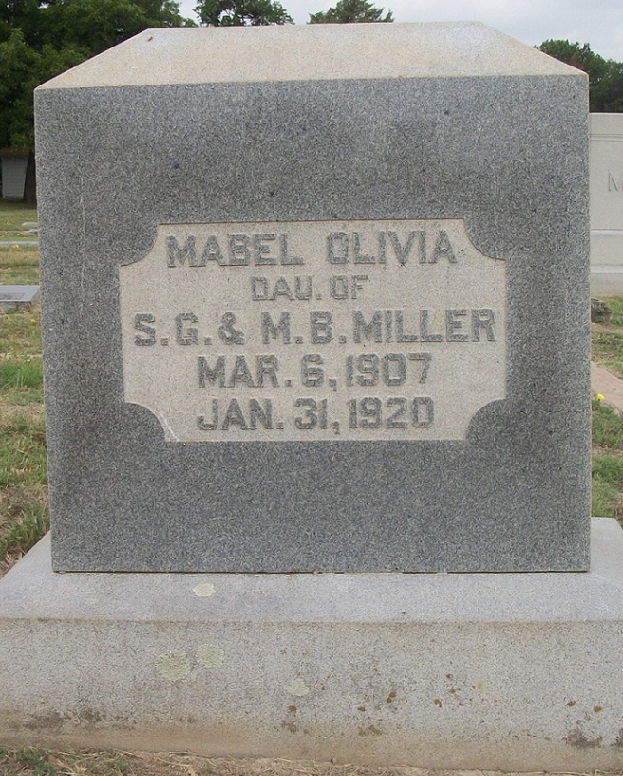 MABEL OLIVIA
DAU. OF
S. G. & M. B. MILLER
MAR. 6, 1907
JAN. 31, 1920